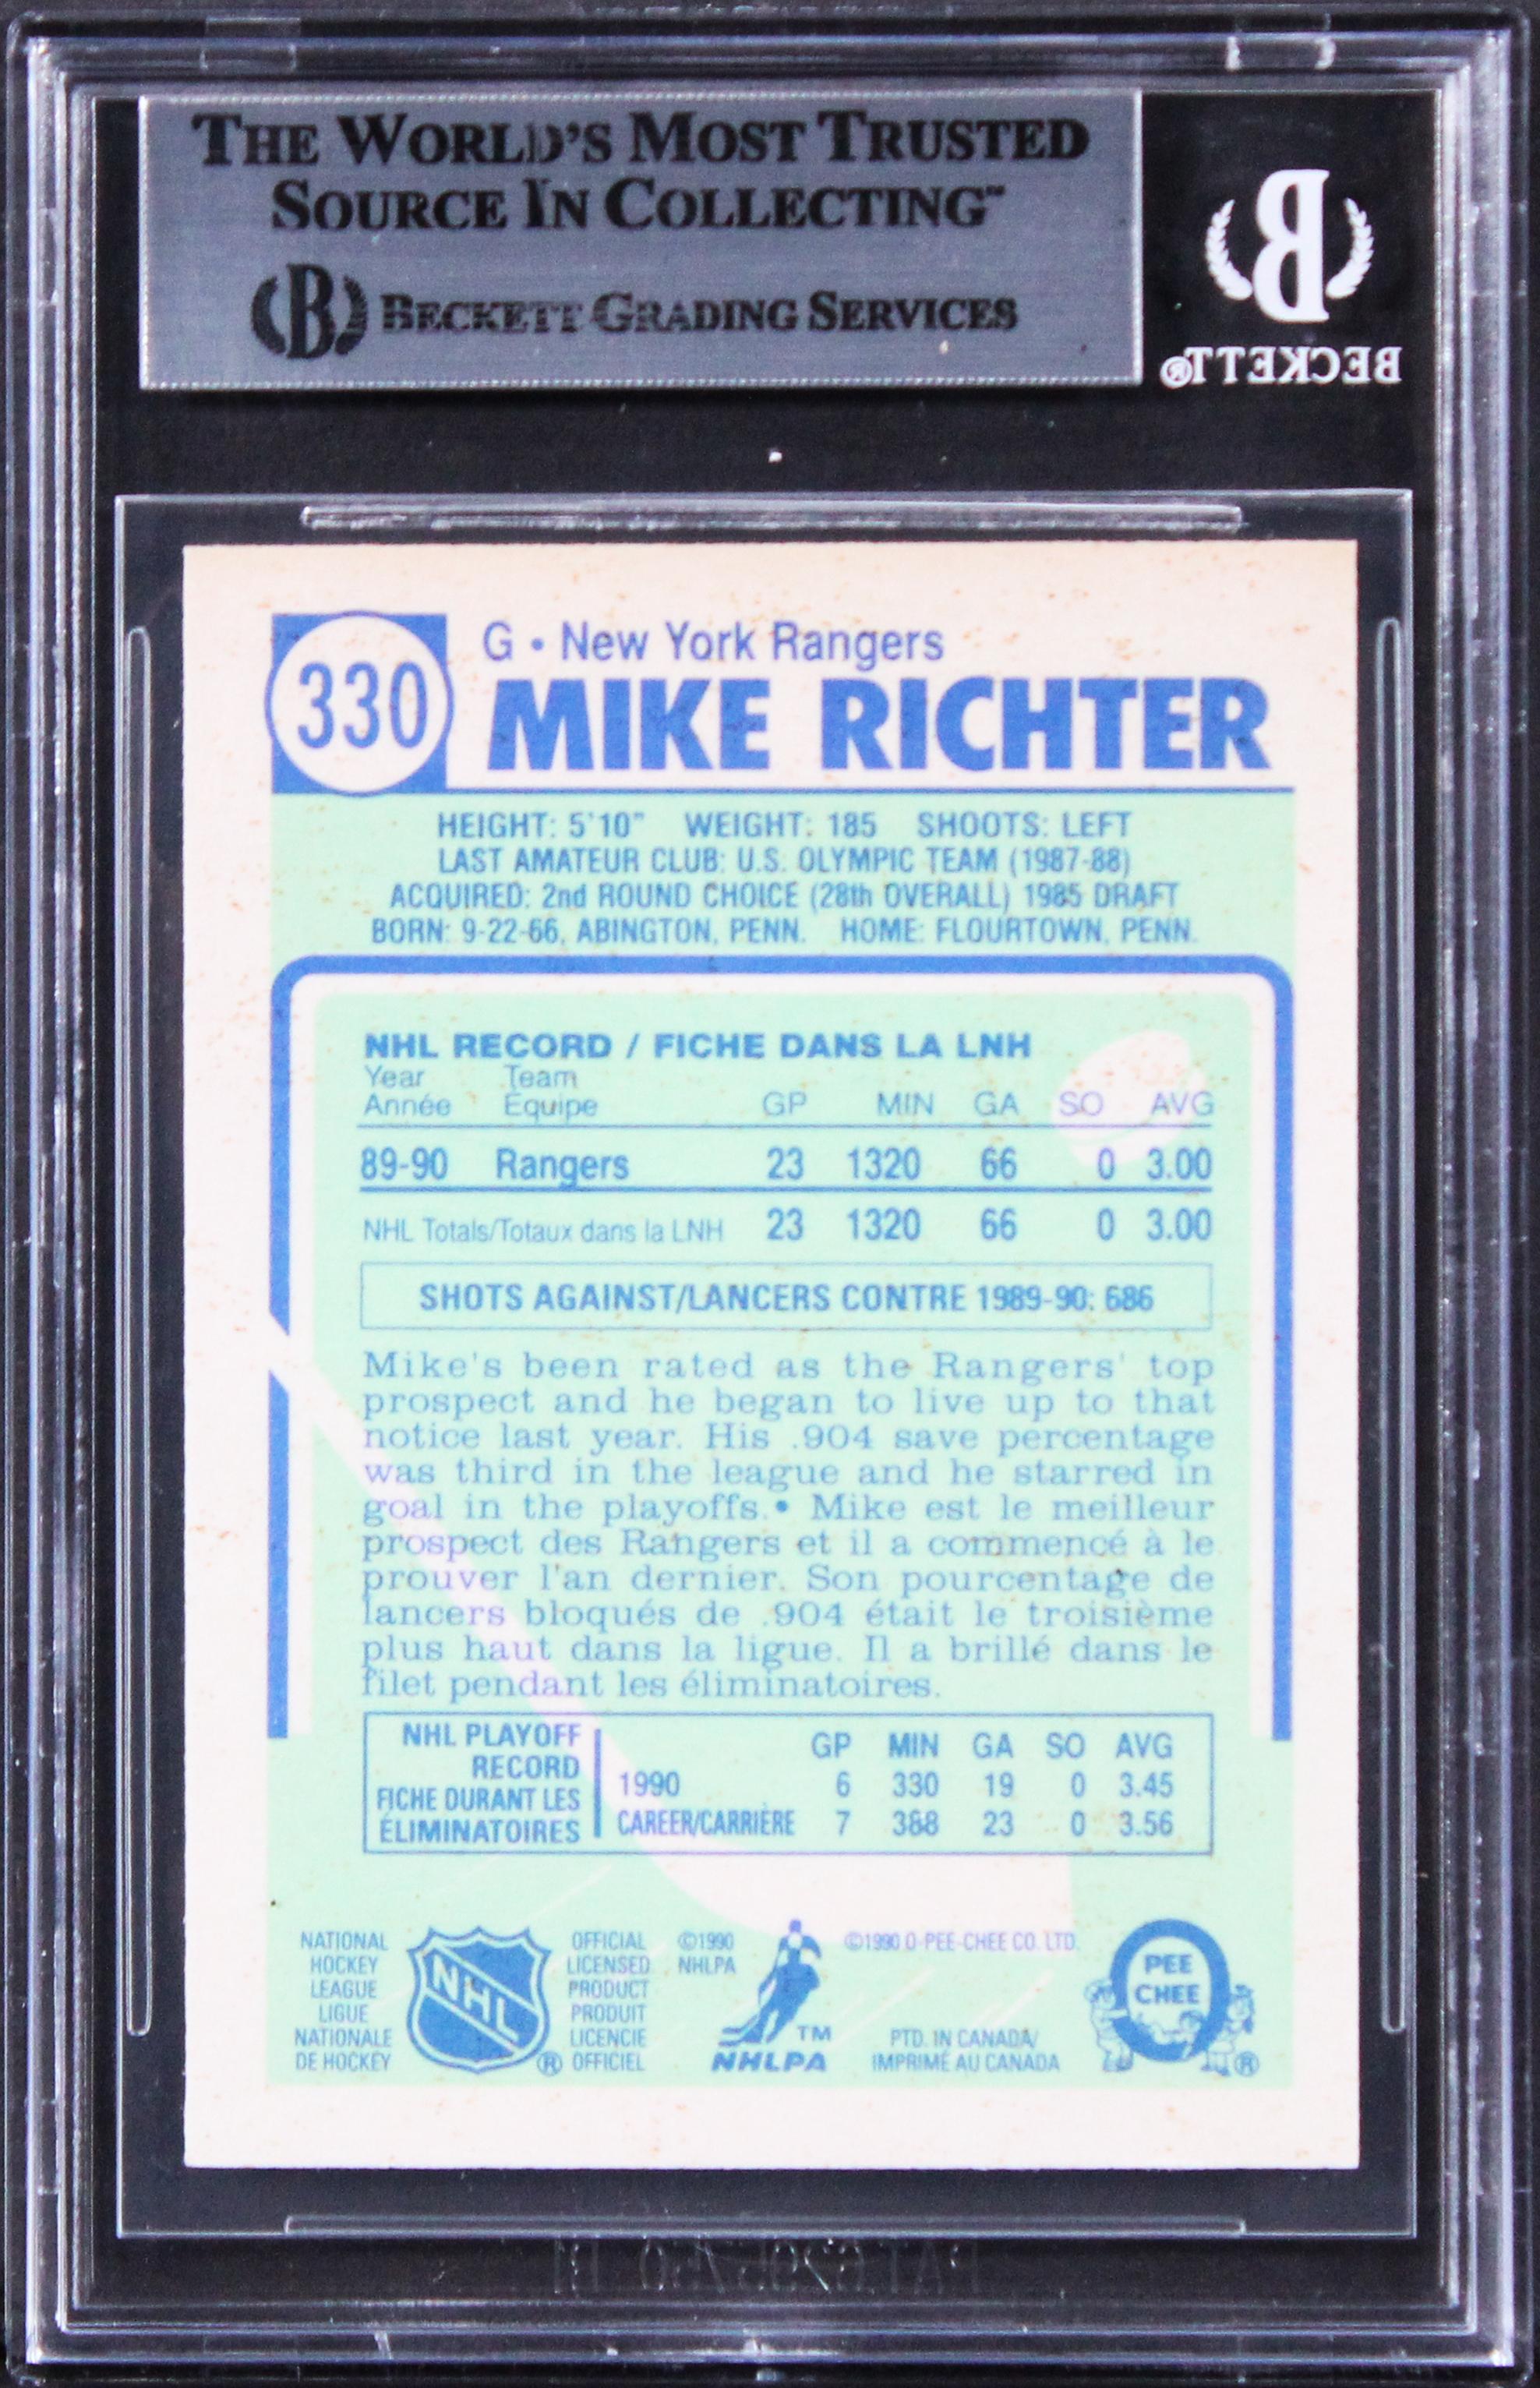 THE WORLD'S MOST TRUSTED
SOURCE IN COLLECTING™
B BECKETT GRADING SERVICES
B
BECKETT®
330
G • New York Rangers
MIKE RICHTER
HEIGHT: 5'10" WEIGHT: 185 SHOOTS: LEFT
LAST AMATEUR CLUB: U.S. OLYMPIC TEAM (1987-88)
ACQUIRED: 2nd ROUND CHOICE (28th OVERALL) 1985 DRAFT
BORN: 9-22-66, ABINGTON, PENN. HOME: FLOURTOWN, PENN.
NHL RECORD / FICHE DANS LA LNH
Year Team
Année Équipe GP MIN GA SO AVG
89-90 Rangers 23 1320 66 0 3.00
NHL Totals/Totaux dans la LNH 23 1320 66 0 3.00
SHOTS AGAINST/LANCERS CONTRE 1989-90: 686
Mike's been rated as the Rangers' top
prospect and he began to live up to that
notice last year. His .904 save percentage
was third in the league and he starred in
goal in the playoffs. • Mike est le meilleur
prospect des Rangers et il a commencé à le
prouver l'an dernier. Son pourcentage de
lancers bloqués de .904 était le troisième
plus haut dans la ligue. Il a brillé dans le
filet pendant les éliminatoires.
NHL PLAYOFF
RECORD
FICHE DURANT LES
ÉLIMINATOIRES
GP MIN GA SO AVG
1990 6 330 19 0 3.45
CAREER/CARRIÈRE 7 388 23 0 3.56
NATIONAL
HOCKEY
LEAGUE
LIGUE
NATIONALE
DE HOCKEY
NHL
®
OFFICIAL
LICENSED
PRODUCT
PRODUIT
LICENCIE
OFFICIEL
©1990
NHLPA
TM
NHLPA
©1990 O-PEE-CHEE CO. LTD.
PTD. IN CANADA/
IMPRIMÉ AU CANADA
PEE
CHEE
®